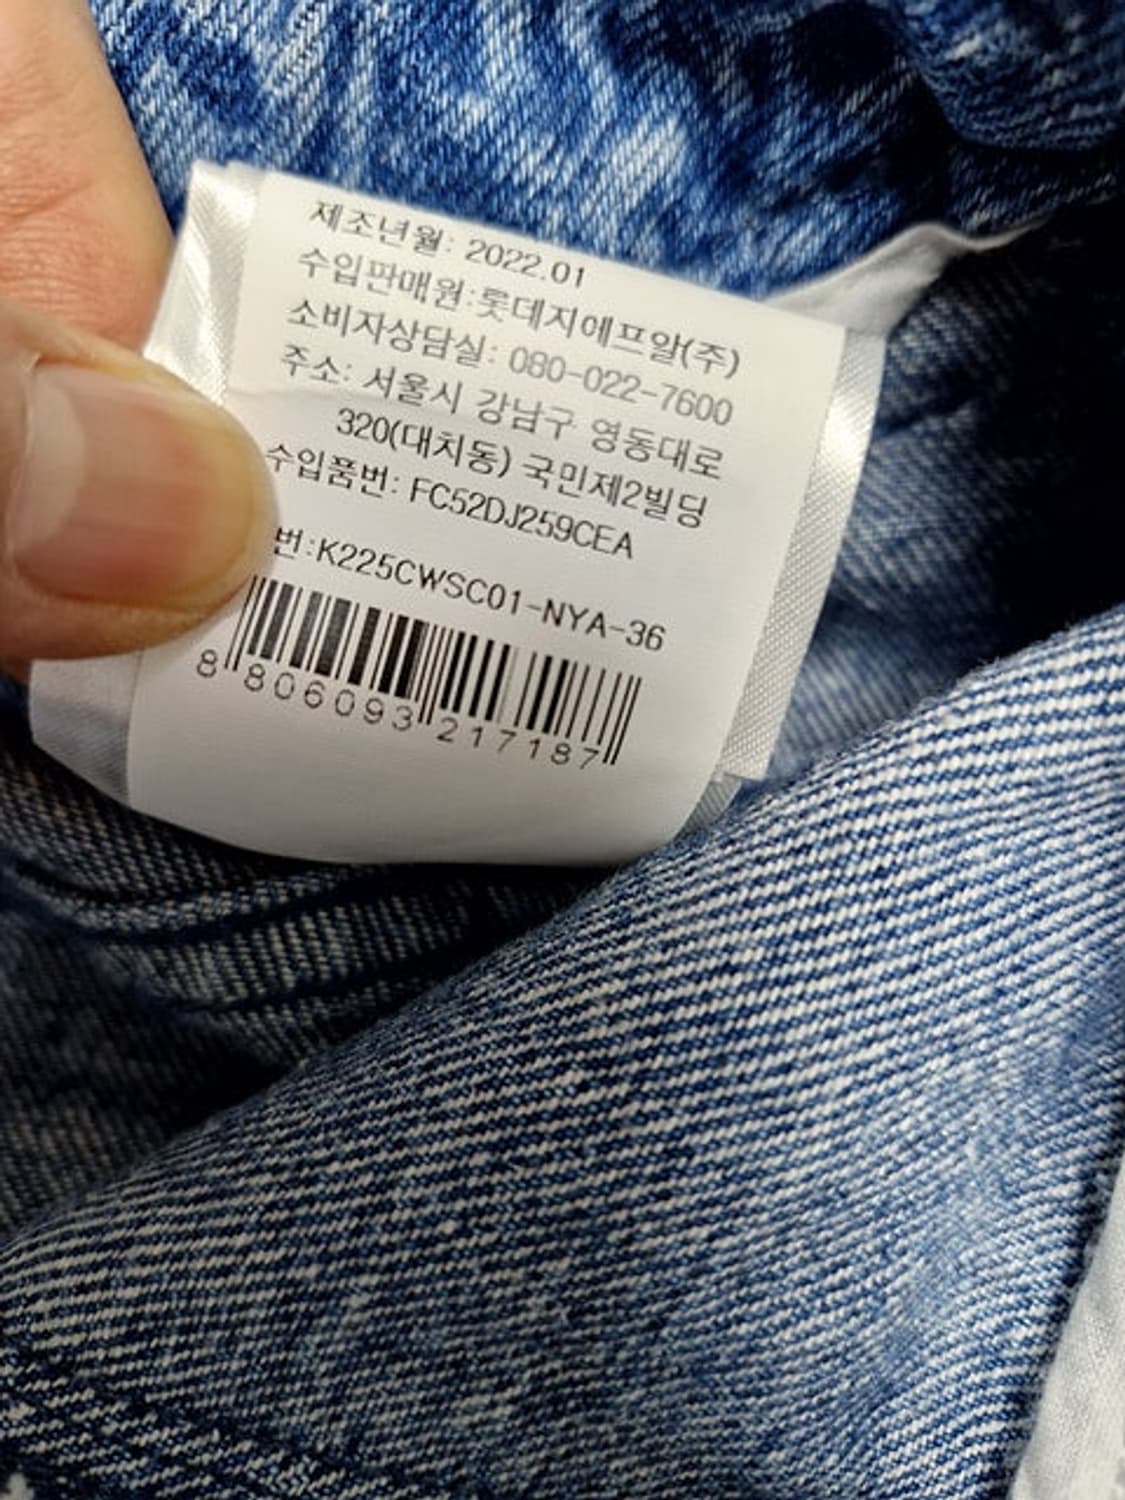 제조년월: 2022.01
수입판매원:롯데지에프알(주)
소비자상담실: 080-022-7600
주소: 서울시 강남구 영동대로
320(대치동) 국민제2빌딩
수입품번: FC52DJ259CEA
번:K225CWSC01-NYA-36
8 806093 217187